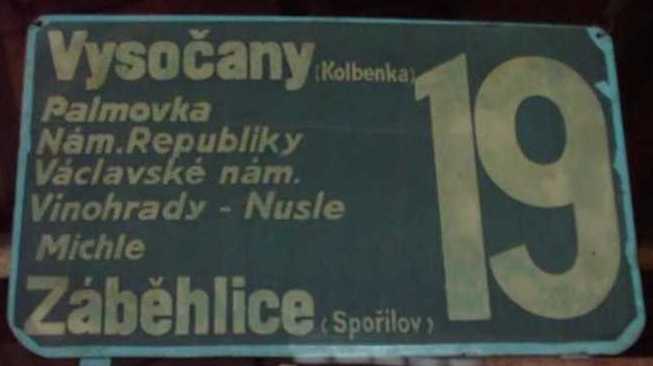 Vysočany (Kolbenka)
19
Palmovka
Nám.Republiky
Václavské nám.
Vinohrady - Nusle
Michle
Záběhlice (Spořilov)